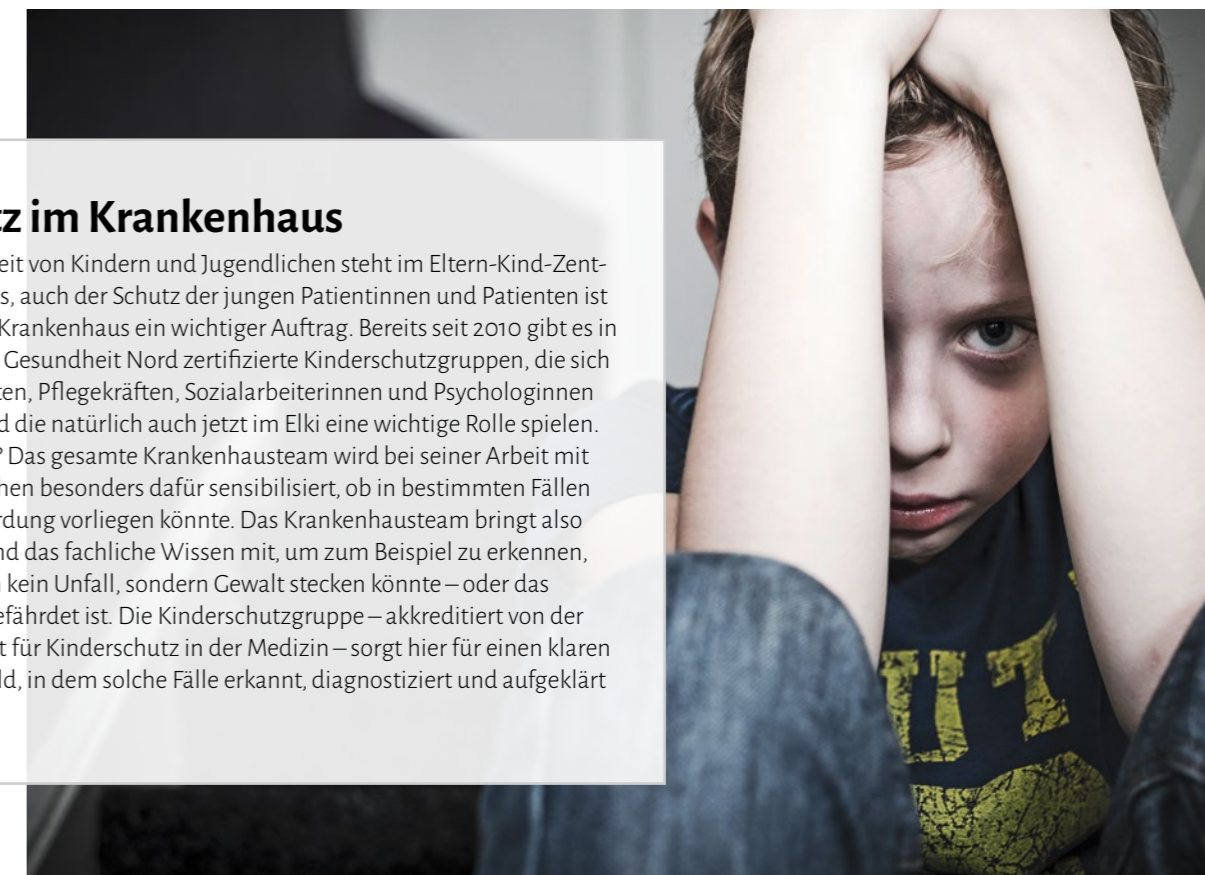 tz im Krankenhaus
eit von Kindern und Jugendlichen steht im Eltern-Kind-Zent-
s, auch der Schutz der jungen Patientinnen und Patienten ist
Krankenhaus ein wichtiger Auftrag. Bereits seit 2010 gibt es in
Gesundheit Nord zertifizierte Kinderschutzgruppen, die sich
ten, Pflegekräften, Sozialarbeiterinnen und Psychologinnen
d die natürlich auch jetzt im Elki eine wichtige Rolle spielen.
? Das gesamte Krankenhausteam wird bei seiner Arbeit mit
hen besonders dafür sensibilisiert, ob in bestimmten Fällen
rdung vorliegen könnte. Das Krankenhausteam bringt also
nd das fachliche Wissen mit, um zum Beispiel zu erkennen,
kein Unfall, sondern Gewalt stecken könnte – oder das
efährdet ist. Die Kinderschutzgruppe – akkreditiert von der
t für Kinderschutz in der Medizin – sorgt hier für einen klaren
ld, in dem solche Fälle erkannt, diagnostiziert und aufgeklärt